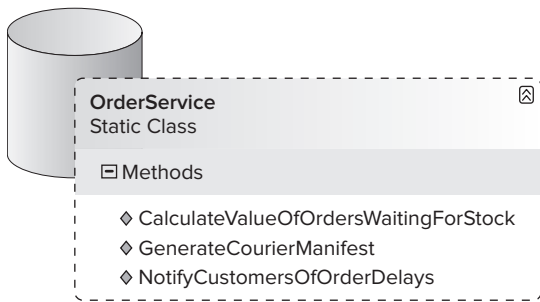 OrderService
Static Class
Methods
CalculateValueOfOrdersWaitingForStock
GenerateCourierManifest
NotifyCustomersOfOrderDelays